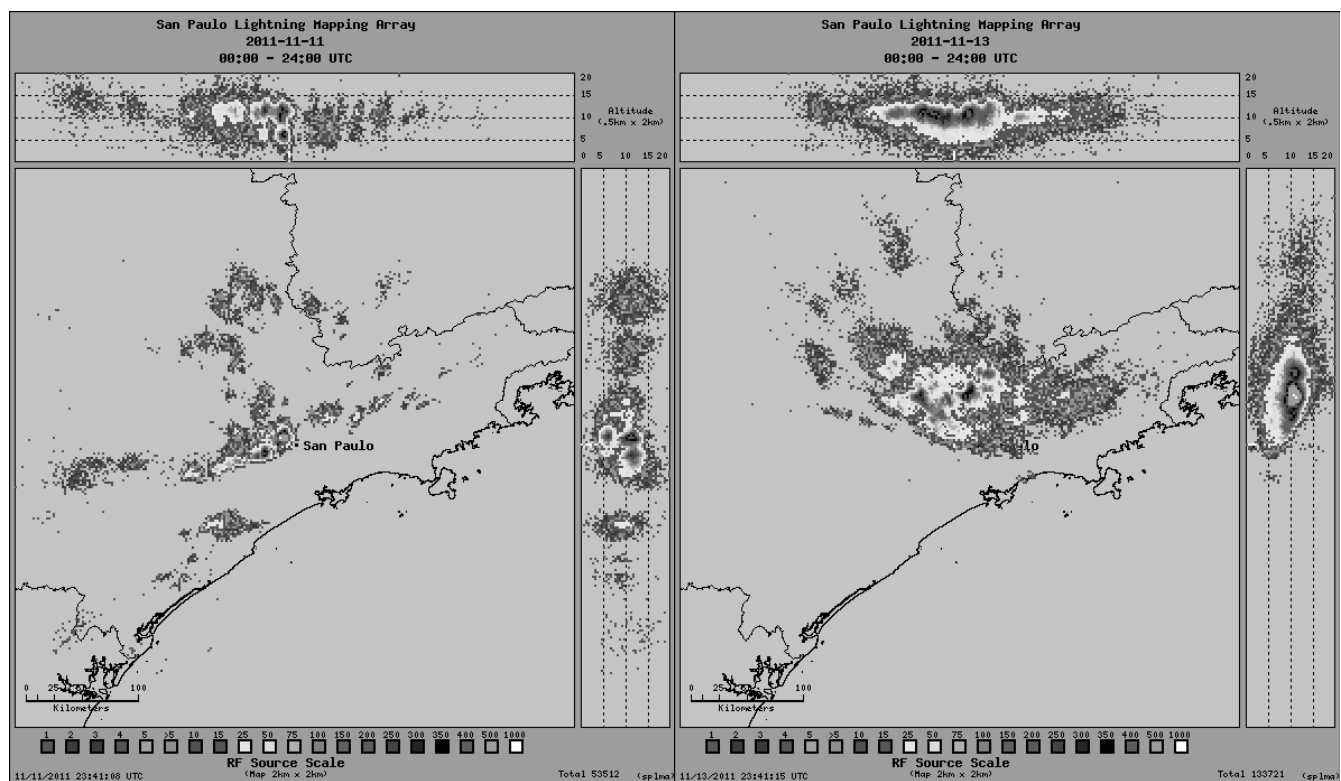 San Paulo Lightning Mapping Array
2011-11-11
00:00 - 24:00 UTC
20
15
10
5
0
Altitude
(.5km x 2km)
0 5 10 15 20
San Paulo
0 25 50 100
Kilometers
1 2 3 4 5 >5 10 15 25 50 75 100 150 200 250 300 350 400 500 1000
RF Source Scale
(Map 2km x 2km)
11/11/2011 23:41:08 UTC
Total 53512 (splma)
San Paulo Lightning Mapping Array
2011-11-13
00:00 - 24:00 UTC
20
15
10
5
0
Altitude
(.5km x 2km)
0 5 10 15 20
lo
0 25 50 100
Kilometers
1 2 3 4 5 >5 10 15 25 50 75 100 150 200 250 300 350 400 500 1000
RF Source Scale
(Map 2km x 2km)
11/13/2011 23:41:15 UTC
Total 133721 (splma)